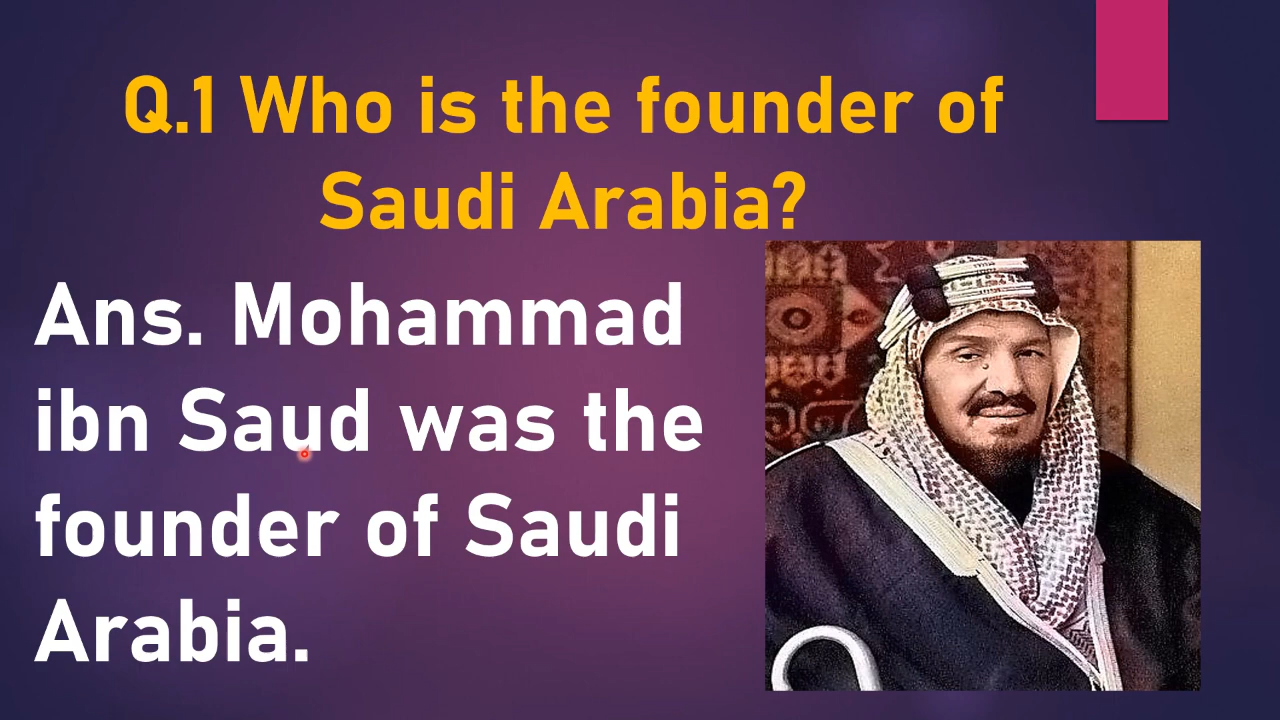 Q.1 Who is the founder of
Saudi Arabia?
Ans. Mohammad
ibn Saud was the
founder of Saudi
Arabia.